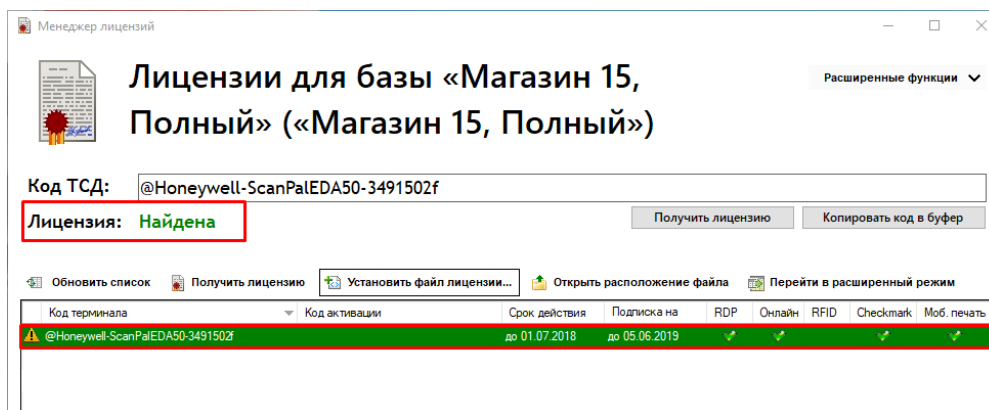 Менеджер лицензий
Лицензии для базы «Магазин 15,
Полный» («Магазин 15, Полный»)
Расширенные функции
Код ТСД: @Honeywell-ScanPalEDA50-3491502f
Лицензия: Найдена
Получить лицензию Копировать код в буфер
Обновить список Получить лицензию Установить файл лицензии... Открыть расположение файла Перейти в расширенный режим
Код терминала Код активации Срок действия Подписка на RDP Онлайн RFID Checkmark Моб. печать
@Honeywell-ScanPalEDA50-3491502f до 01.07.2018 до 05.06.2019